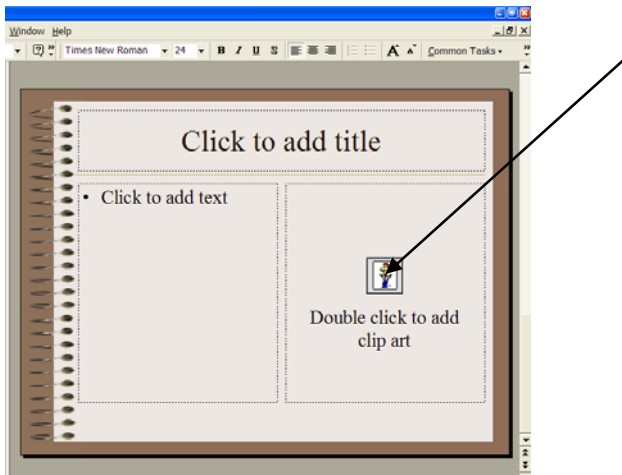 Window Help
Times New Roman 24 B I U S A A Common Tasks
Click to add title
• Click to add text
Double click to add
clip art